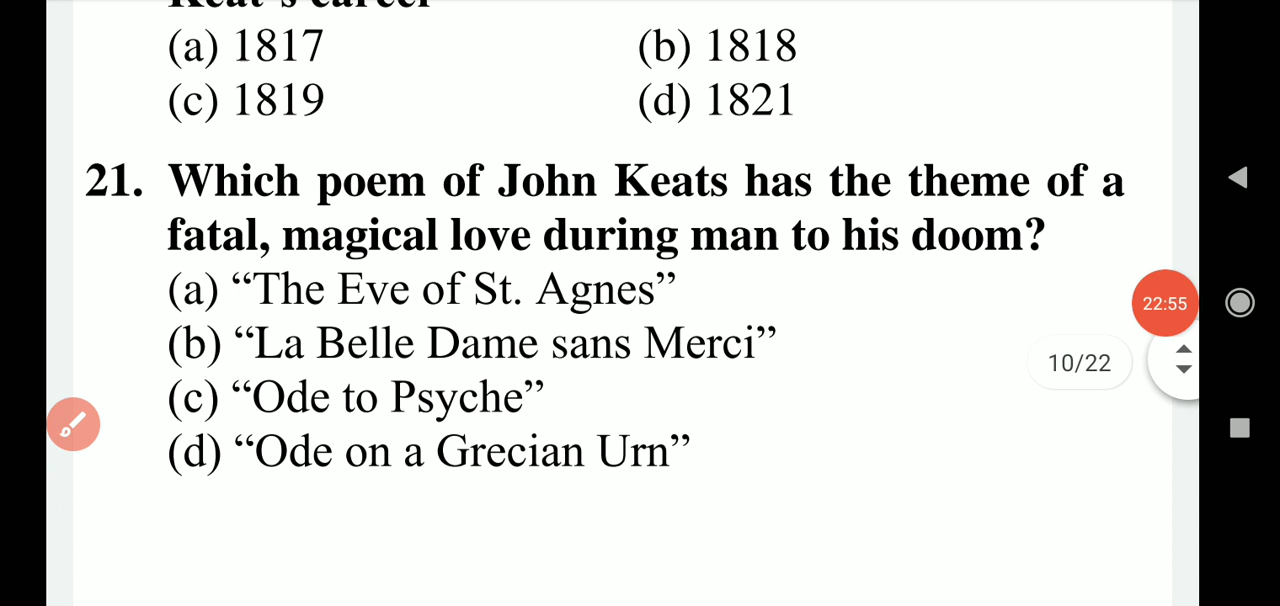 Keat's career
(a) 1817 (b) 1818
(c) 1819 (d) 1821
21. Which poem of John Keats has the theme of a
fatal, magical love during man to his doom?
(a) “The Eve of St. Agnes”
(b) “La Belle Dame sans Merci”
(c) “Ode to Psyche”
(d) “Ode on a Grecian Urn”
22:55
10/22